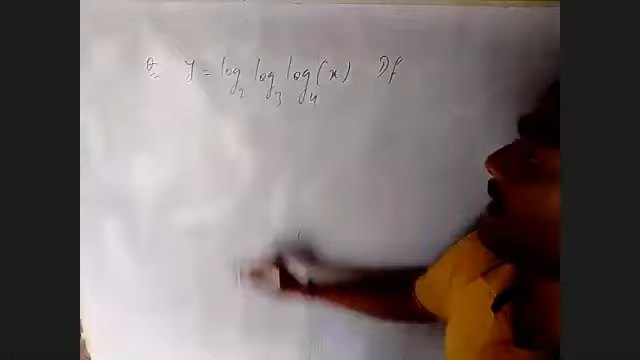 Q y = log₂ log₃ log₄(x) Df